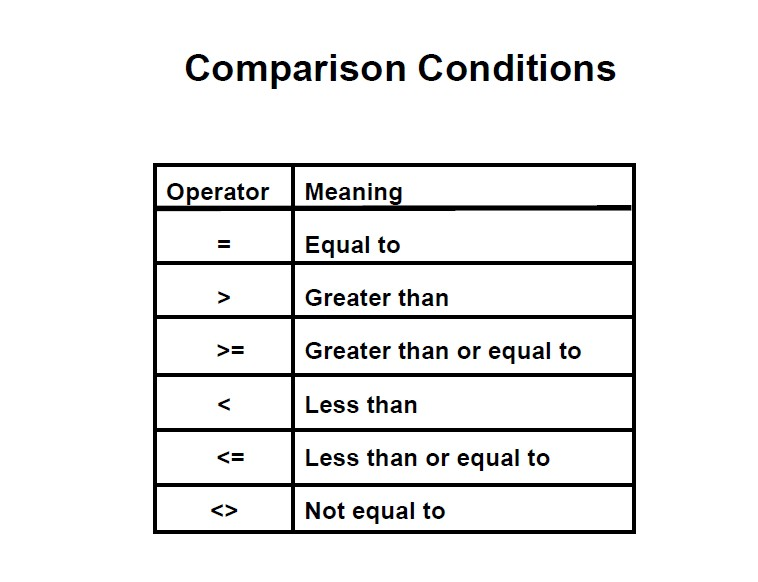 Comparison Conditions
Operator Meaning
= Equal to
> Greater than
>= Greater than or equal to
< Less than
<= Less than or equal to
<> Not equal to